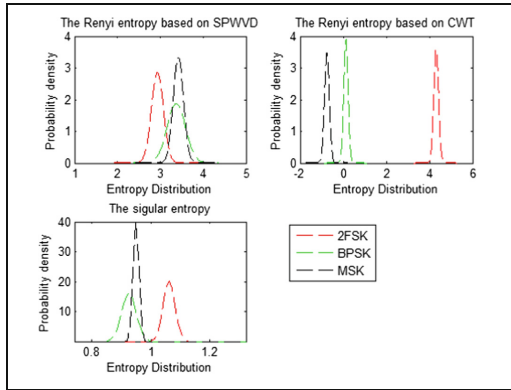 The Renyi entropy based on SPWVD
Probability density
5
4
3
2
1
0
1 2 3 4 5
Entropy Distribution
The Renyi entropy based on CWT
Probability density
4
3
2
1
0
-2 0 2 4 6
Entropy Distribution
The sigular entropy
Probability density
40
30
20
10
0.8 1 1.2
Entropy Distribution
2FSK
BPSK
MSK